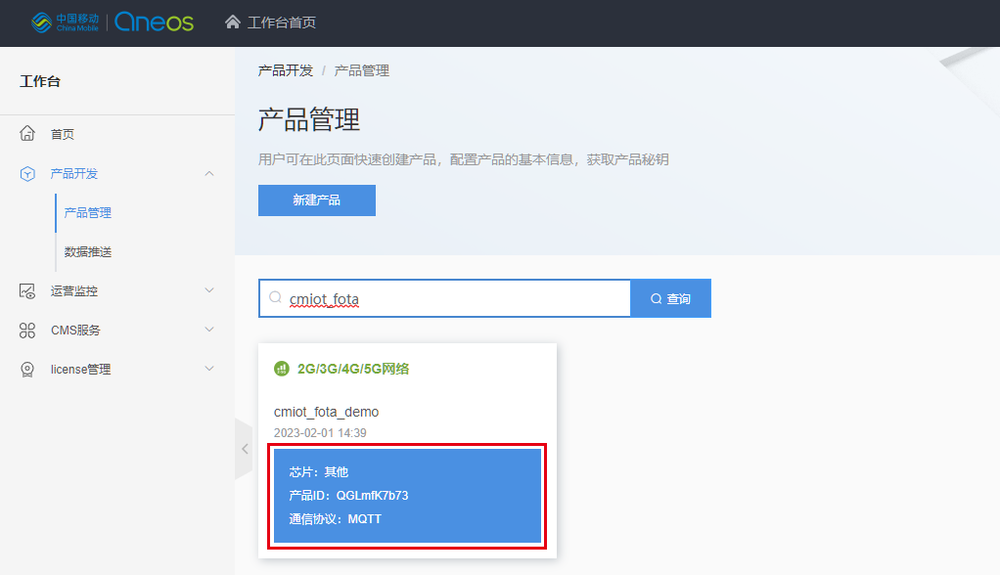 中国移动
China Mobile
OneOS
工作台首页
工作台
首页
产品开发
产品管理
数据推送
运营监控
CMS服务
license管理
产品开发 / 产品管理
产品管理
用户可在此页面快速创建产品，配置产品的基本信息，获取产品秘钥
新建产品
cmiot_fota
查询
2G/3G/4G/5G网络
cmiot_fota_demo
2023-02-01 14:39
芯片：其他
产品ID：QGLmfK7b73
通信协议：MQTT